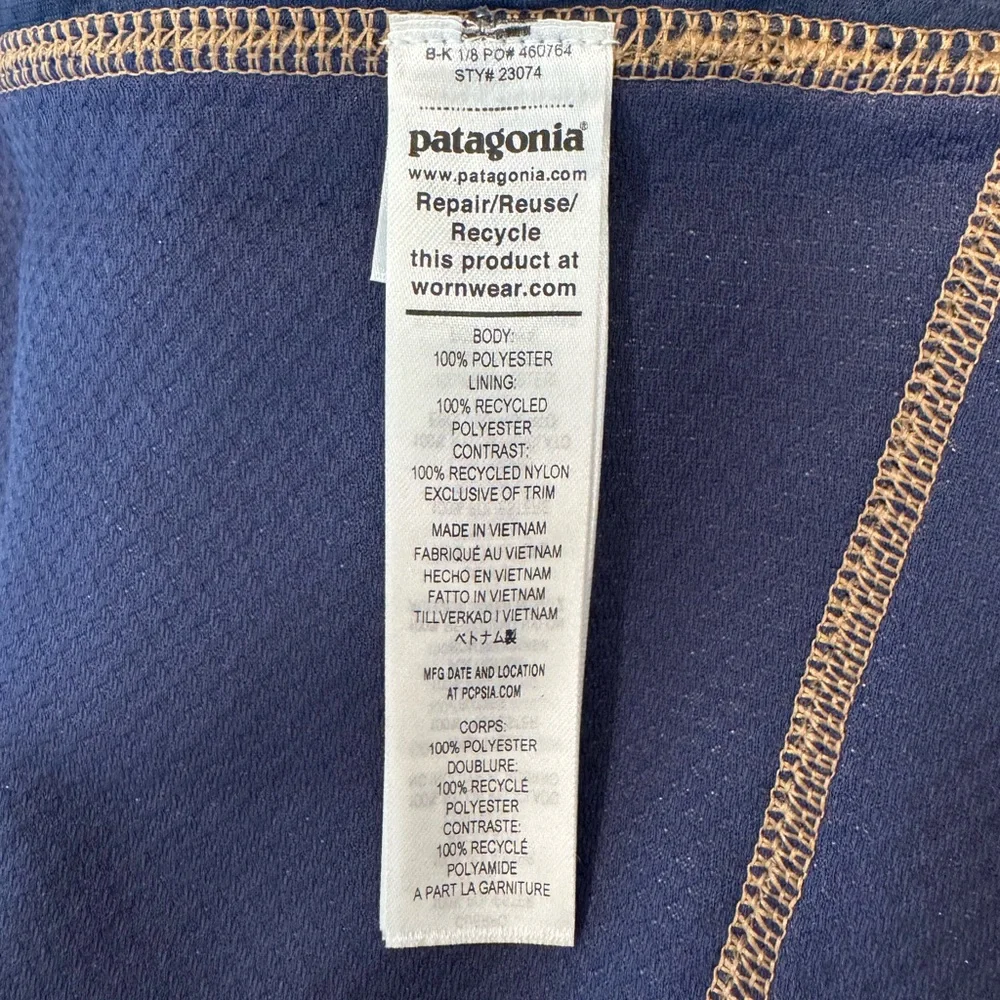 B-K 1/8 PO# 460764
STY# 23074
patagonia®
www.patagonia.com
Repair/Reuse/
Recycle
this product at
wornwear.com
BODY:
100% POLYESTER
LINING:
100% RECYCLED
POLYESTER
CONTRAST:
100% RECYCLED NYLON
EXCLUSIVE OF TRIM
MADE IN VIETNAM
FABRIQUÉ AU VIETNAM
HECHO EN VIETNAM
FATTO IN VIETNAM
TILLVERKAD I VIETNAM
ベトナム製
MFG DATE AND LOCATION
AT PCPSIA.COM
CORPS:
100% POLYESTER
DOUBLURE:
100% RECYCLÉ
POLYESTER
CONTRASTE:
100% RECYCLÉ
POLYAMIDE
A PART LA GARNITURE